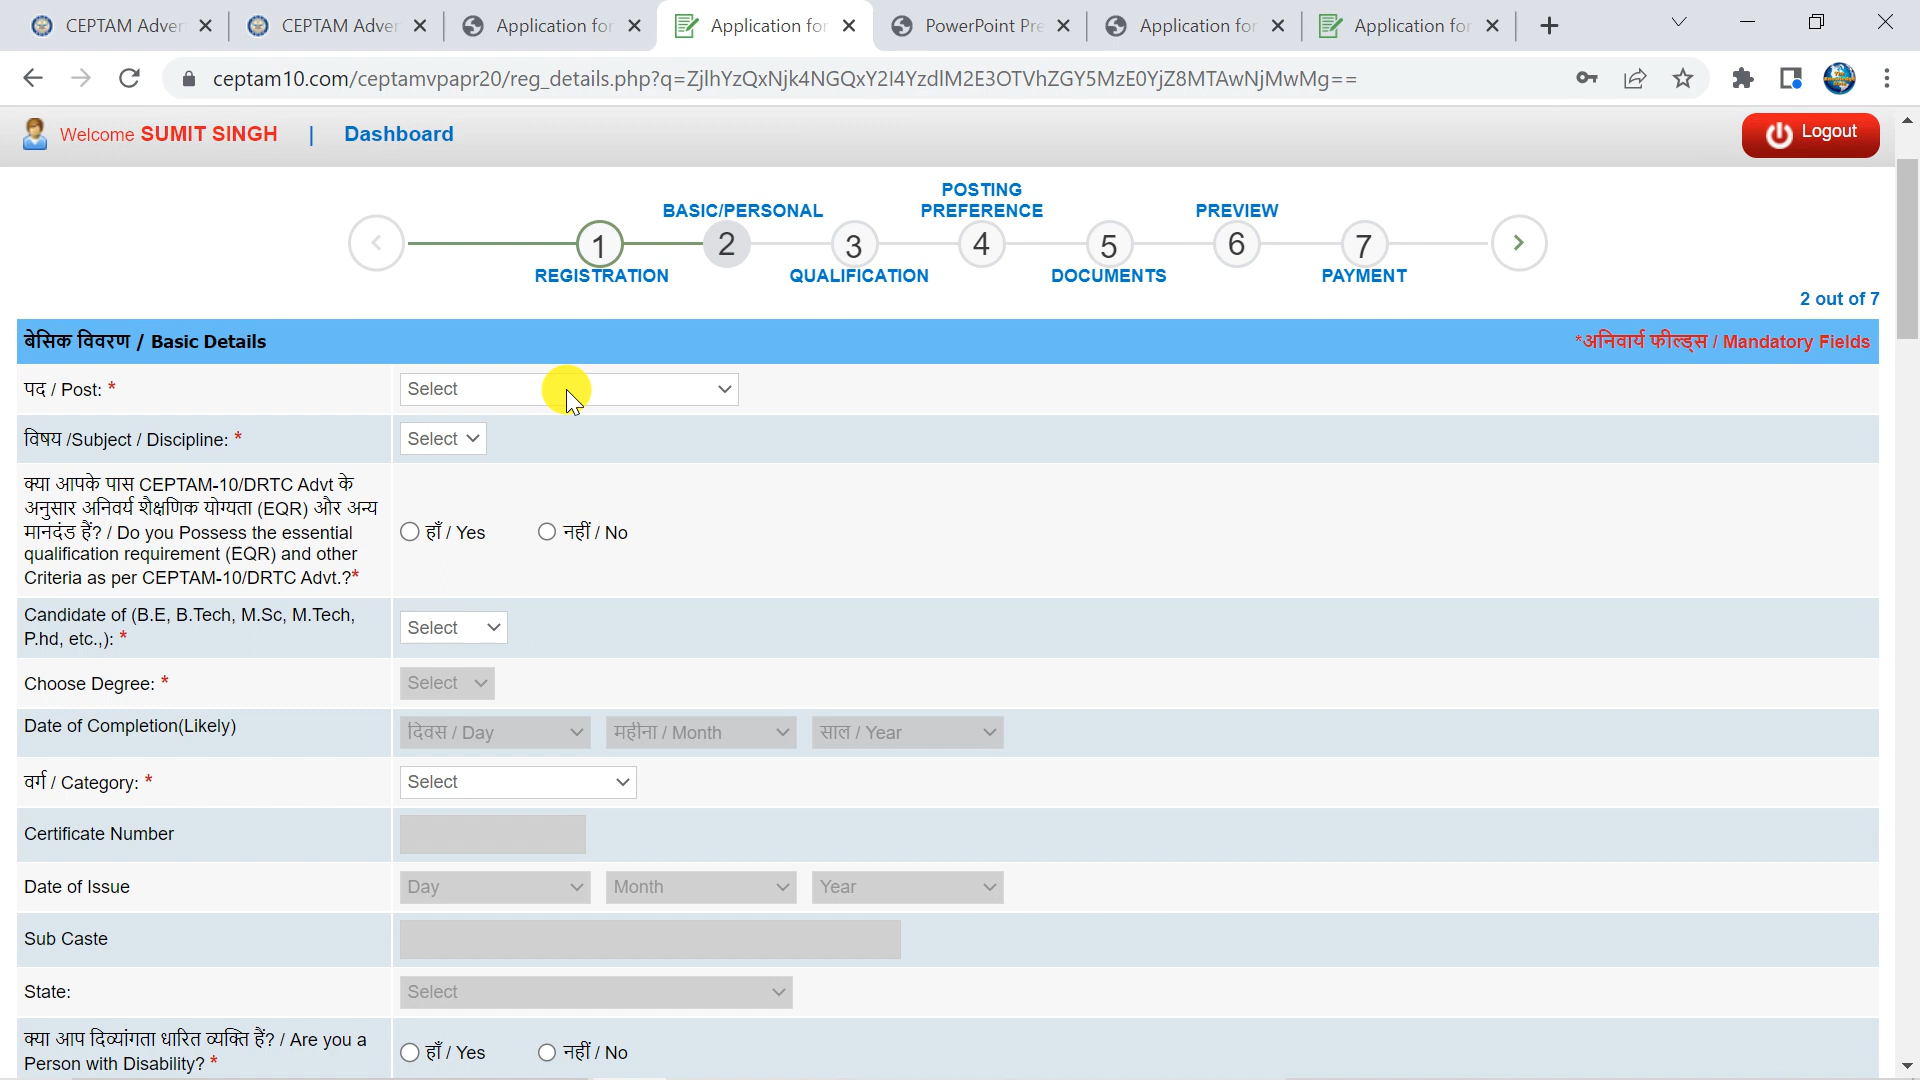 CEPTAM Adver
CEPTAM Adver
Application for
Application for
PowerPoint Pre
Application for
Application for
ceptam10.com/ceptamvpapr20/reg_details.php?q=ZjlhYzQxNjk4NGQxY2I4YzdlM2E3OTVhZGY5MzE0YjZ8MTAwNjMwMg==
Welcome SUMIT SINGH | Dashboard
Logout
POSTING
BASIC/PERSONAL PREFERENCE PREVIEW
1 2 3 4 5 6 7
REGISTRATION QUALIFICATION DOCUMENTS PAYMENT
2 out of 7
बेसिक विवरण / Basic Details
*अनिवार्य फील्ड्स / Mandatory Fields
पद / Post: * Select
विषय /Subject / Discipline: * Select
क्या आपके पास CEPTAM-10/DRTC Advt के
अनुसार अनिवर्य शैक्षणिक योग्यता (EQR) और अन्य
मानदंड हैं? / Do you Possess the essential
qualification requirement (EQR) and other
Criteria as per CEPTAM-10/DRTC Advt.?*
हाँ / Yes नहीं / No
Candidate of (B.E, B.Tech, M.Sc, M.Tech,
P.hd, etc.,): *
Select
Choose Degree: * Select
Date of Completion(Likely) दिवस / Day महीना / Month साल / Year
वर्ग / Category: * Select
Certificate Number
Date of Issue Day Month Year
Sub Caste
State: Select
क्या आप दिव्यांगता धारित व्यक्ति हैं? / Are you a
Person with Disability? *
हाँ / Yes नहीं / No